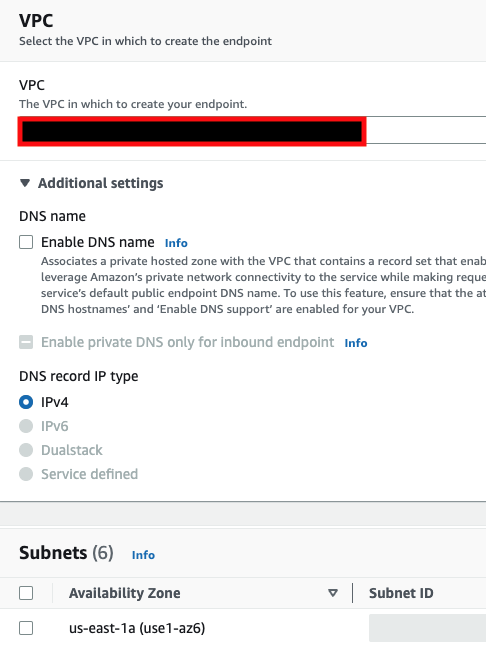 VPC
Select the VPC in which to create the endpoint
VPC
The VPC in which to create your endpoint.
Additional settings
DNS name
Enable DNS name Info
Associates a private hosted zone with the VPC that contains a record set that enab
leverage Amazon's private network connectivity to the service while making reque
service's default public endpoint DNS name. To use this feature, ensure that the at
DNS hostnames' and 'Enable DNS support' are enabled for your VPC.
Enable private DNS only for inbound endpoint Info
DNS record IP type
IPv4
IPv6
Dualstack
Service defined
Subnets (6) Info
Availability Zone Subnet ID
us-east-1a (use1-az6)